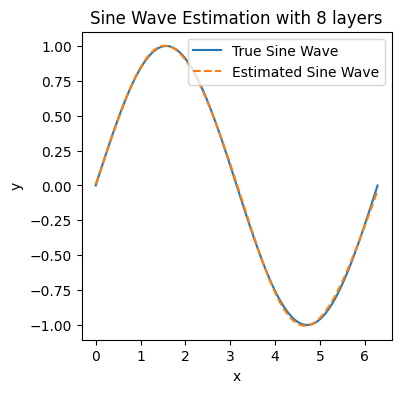 Sine Wave Estimation with 8 layers
True Sine Wave
Estimated Sine Wave
1.00
0.75
0.50
0.25
0.00
−0.25
−0.50
−0.75
−1.00
y
0 1 2 3 4 5 6
x